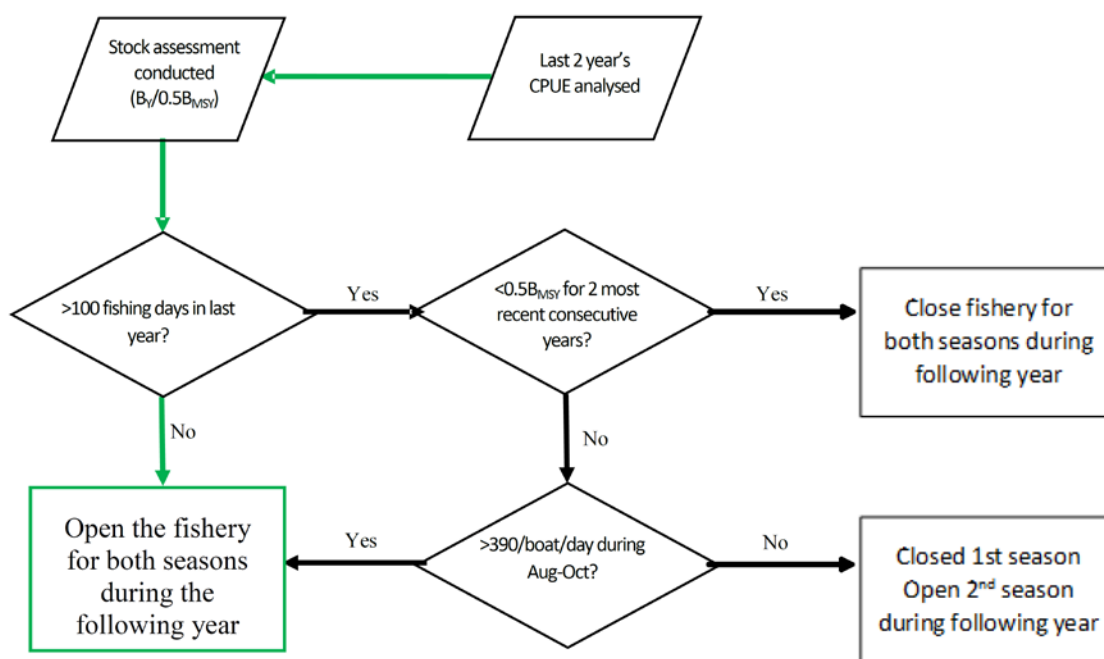 Stock assessment
conducted
(B_Y/0.5B_MSY)
Last 2 year's
CPUE analysed
>100 fishing days in last
year?
Yes
<0.5B_MSY for 2 most
recent consecutive
years?
Yes
Close fishery for
both seasons during
following year
No
No
Open the fishery
for both seasons
during the
following year
Yes
>390/boat/day during
Aug-Oct?
No
Closed 1st season
Open 2nd season
during following year